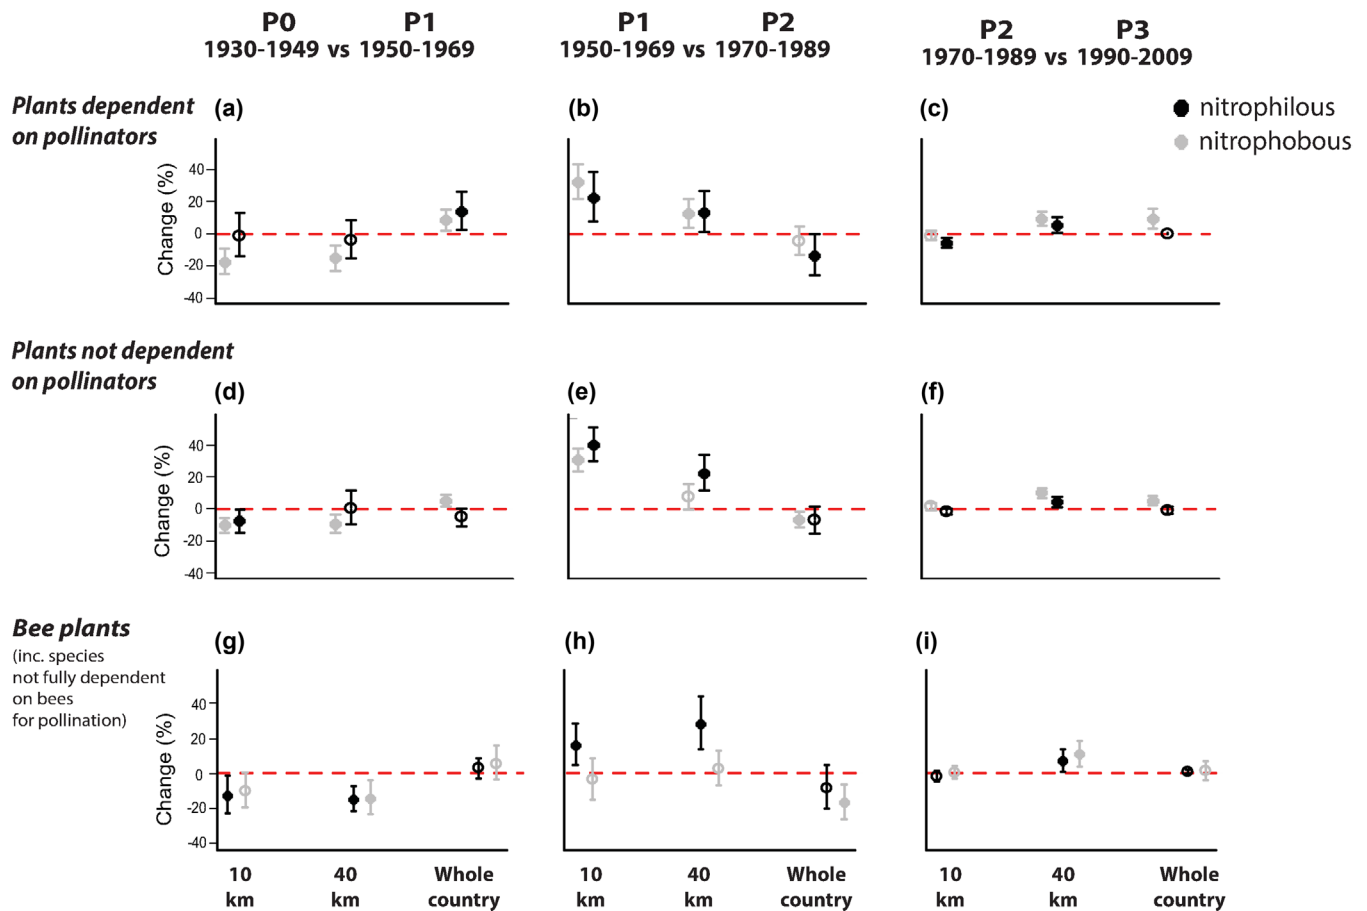 P0 P1
1930-1949 vs 1950-1969
P1 P2
1950-1969 vs 1970-1989
P2 P3
1970-1989 vs 1990-2009
Plants dependent
on pollinators
(a)
(b)
(c)
nitrophilous
nitrophobous
Change (%)
40
20
0
-20
-40
Plants not dependent
on pollinators
(d)
(e)
(f)
Change (%)
40
20
0
-20
-40
Bee plants
(inc. species
not fully dependent
on bees
for pollination)
(g)
(h)
(i)
Change (%)
40
20
0
-20
-40
10
km
40
km
Whole
country
10
km
40
km
Whole
country
10
km
40
km
Whole
country